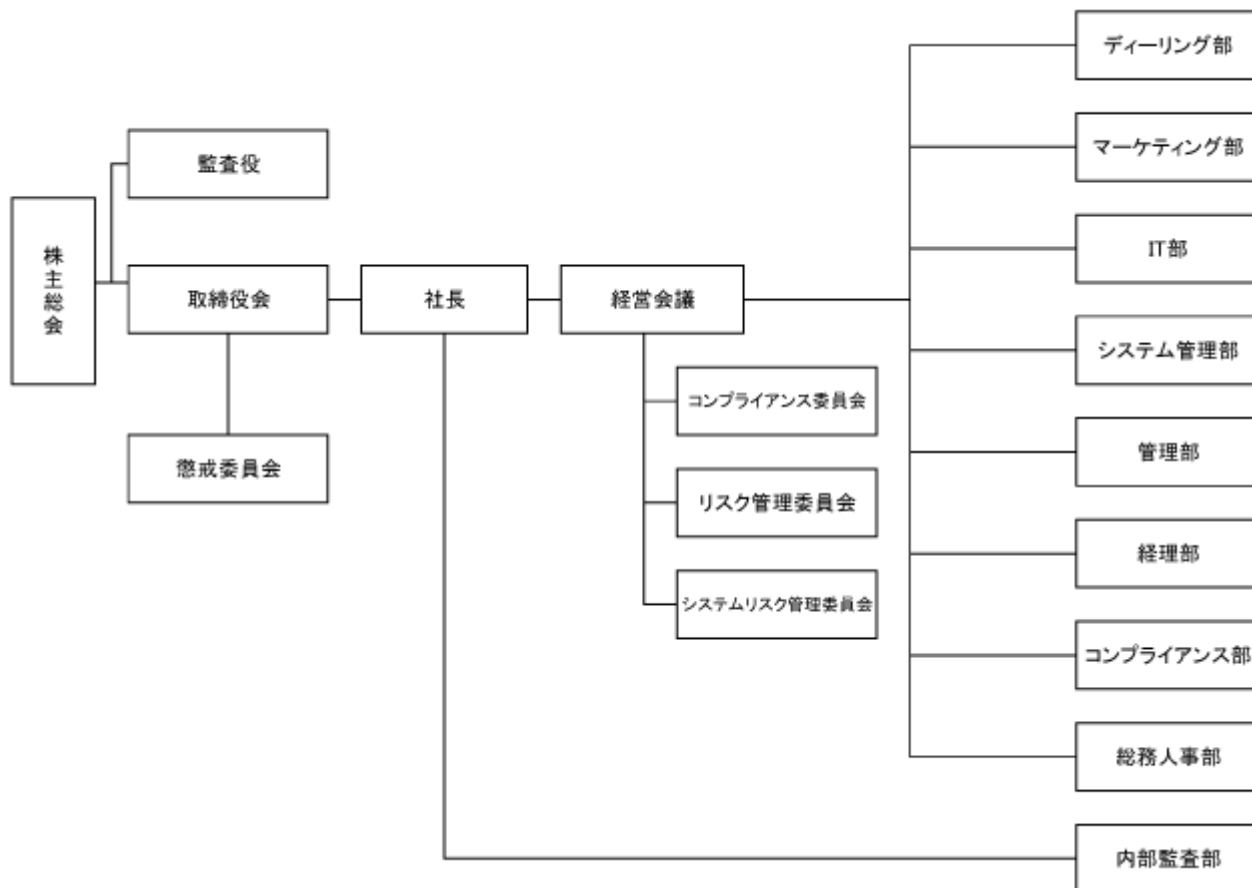 株主総会
監査役
取締役会
懲戒委員会
社長
経営会議
コンプライアンス委員会
リスク管理委員会
システムリスク管理委員会
ディーリング部
マーケティング部
IT部
システム管理部
管理部
経理部
コンプライアンス部
総務人事部
内部監査部